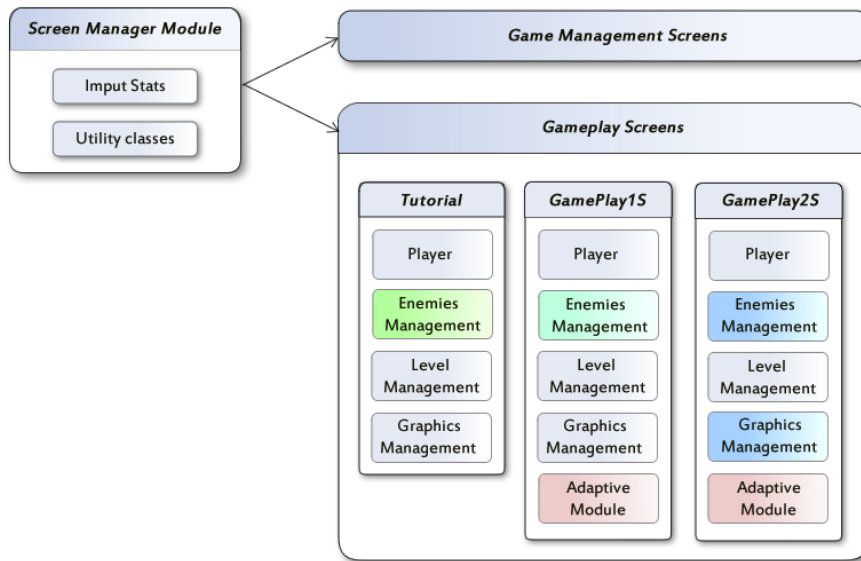 Screen Manager Module
Imput Stats
Utility classes
Game Management Screens
Gameplay Screens
Tutorial
Player
Enemies
Management
Level
Management
Graphics
Management
GamePlay1S
Player
Enemies
Management
Level
Management
Graphics
Management
Adaptive
Module
GamePlay2S
Player
Enemies
Management
Level
Management
Graphics
Management
Adaptive
Module